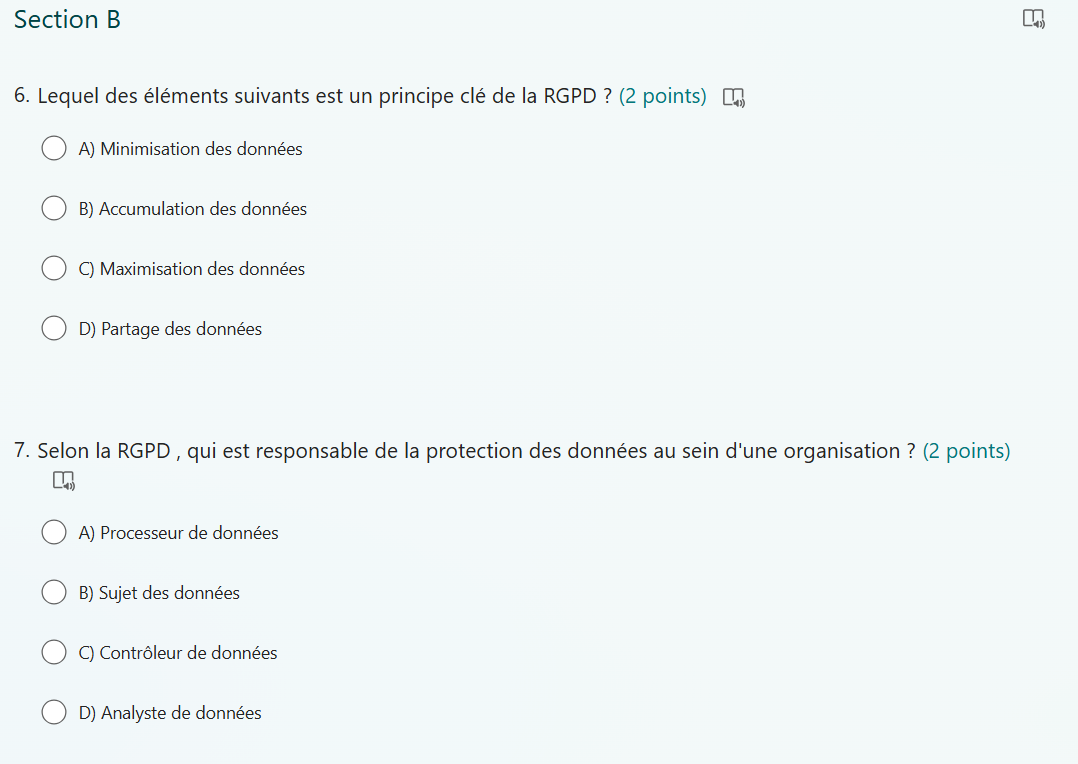 Section B
6. Lequel des éléments suivants est un principe clé de la RGPD ? (2 points)
A) Minimisation des données
B) Accumulation des données
C) Maximisation des données
D) Partage des données
7. Selon la RGPD , qui est responsable de la protection des données au sein d'une organisation ? (2 points)
A) Processeur de données
B) Sujet des données
C) Contrôleur de données
D) Analyste de données